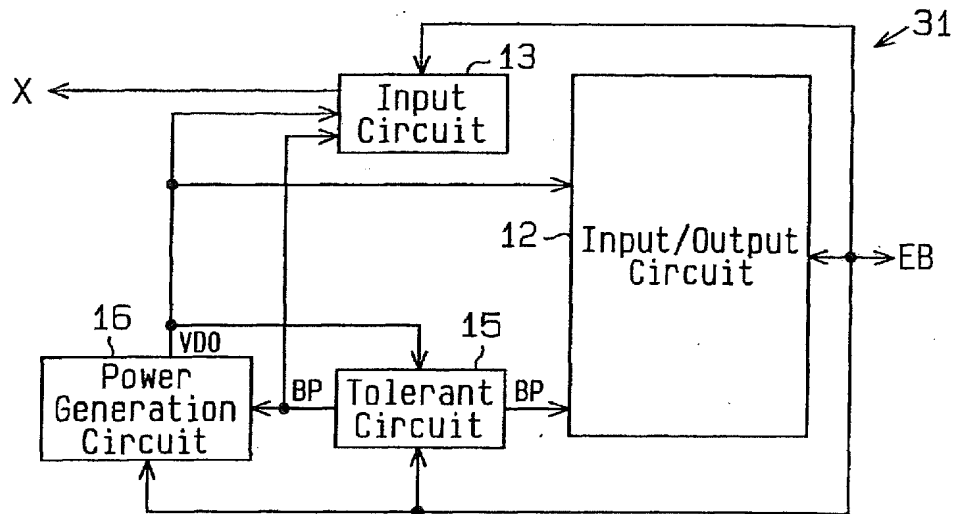 31
13
X
Input
Circuit
12
Input/Output
Circuit
EB
16
VDO
15
Power
Generation
Circuit
BP
Tolerant
Circuit
BP